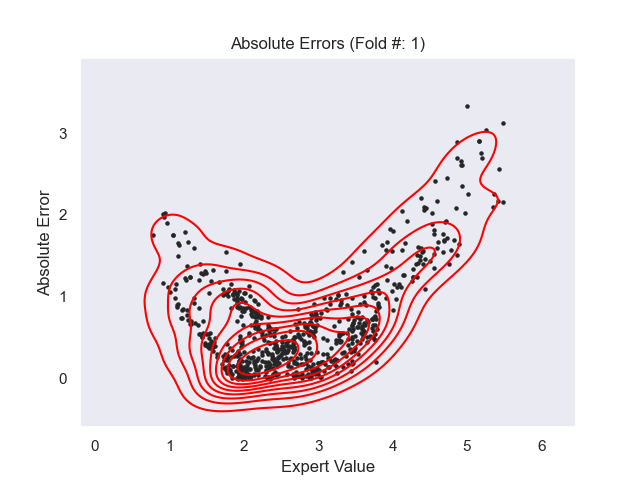 Absolute Errors (Fold #: 1)
Absolute Error
3
2
1
0
0 1 2 3 4 5 6
Expert Value